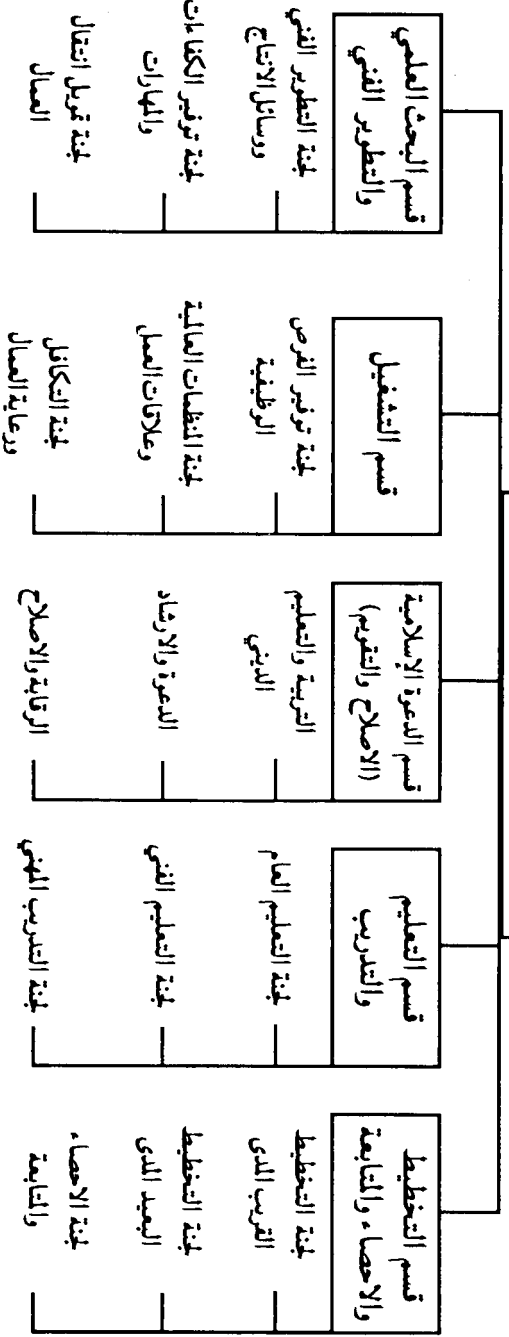 قسم التخطيط
والاحصاء والمتابعة
لجنة التخطيط
القريب المدى
لجنة التخطيط
البعيد المدى
لجنة الاحصاء
والمتابعة
قسم التعليم
والتدريب
لجنة التعليم العام
لجنة التعليم الفني
لجنة التدريب المهني
قسم الدعوة الإسلامية
(الاصلاح والتقويم)
التربية والتعليم
الديني
الدعوة والارشاد
الرقابة والاصلاح
قسم التشغيل
لجنة توفير الفرص
الوظيفية
لجنة المنظمات العالمية
وعلاقات العمل
لجنة التكافل
ورعاية العمال
قسم البحث العلمي
والتطوير الفني
لجنة التطوير الفني
ووسائل الانتاج
لجنة توفير الكفاءات
والمهارات
لجنة تمويل انتقال
العمال